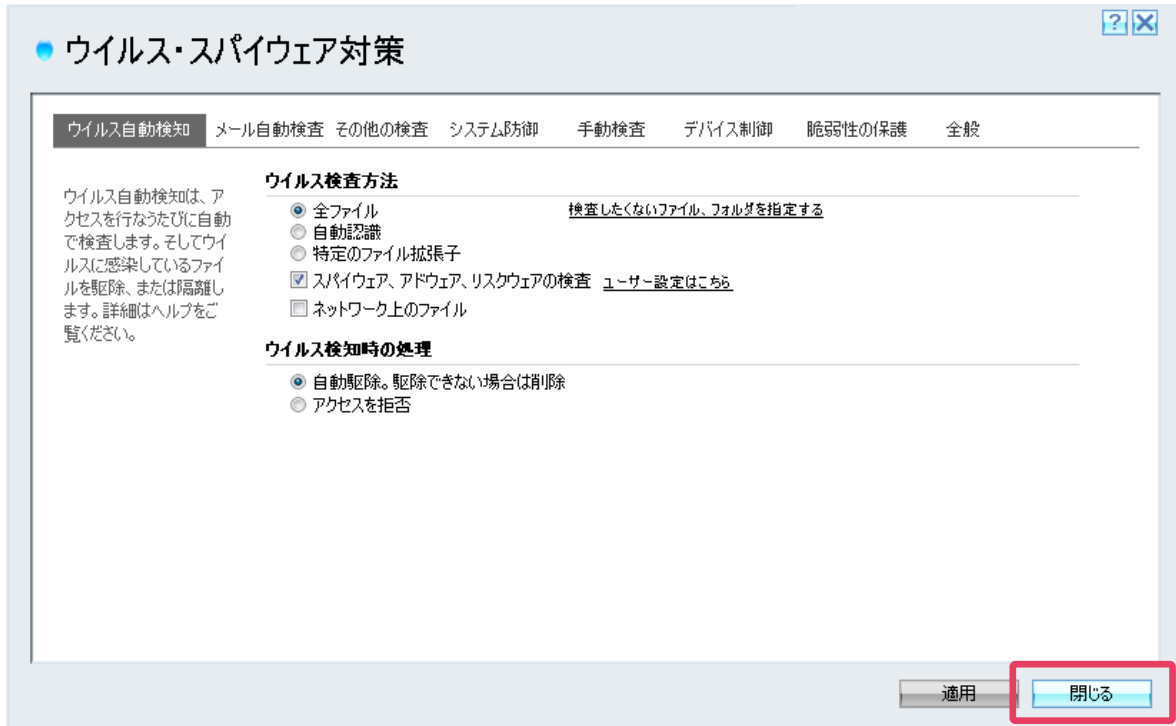 ウイルス・スパイウェア対策
ウイルス自動検知 メール自動検査 その他の検査 システム防御 手動検査 デバイス制御 脆弱性の保護 全般
ウイルス自動検知は、ア
クセスを行なうたびに自動
で検査します。そしてウイ
ルスに感染しているファイ
ルを駆除、または隔離し
ます。詳細はヘルプをご
覧ください。
ウイルス検査方法
全ファイル 検査したくないファイル、フォルダを指定する
自動認識
特定のファイル拡張子
スパイウェア、アドウェア、リスクウェアの検査 ユーザー設定はこちら
ネットワーク上のファイル
ウイルス検知時の処理
自動駆除。駆除できない場合は削除
アクセスを拒否
適用 閉じる